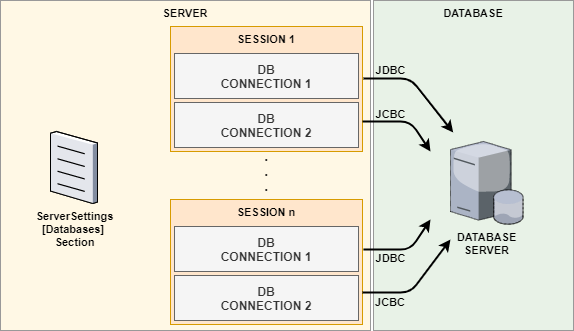 SERVER
DATABASE
SESSION 1
DB
CONNECTION 1
JDBC
DB
CONNECTION 2
JCBC
.
.
.
ServerSettings
[Databases]
Section
SESSION n
DB
CONNECTION 1
JDBC
DB
CONNECTION 2
JCBC
DATABASE
SERVER